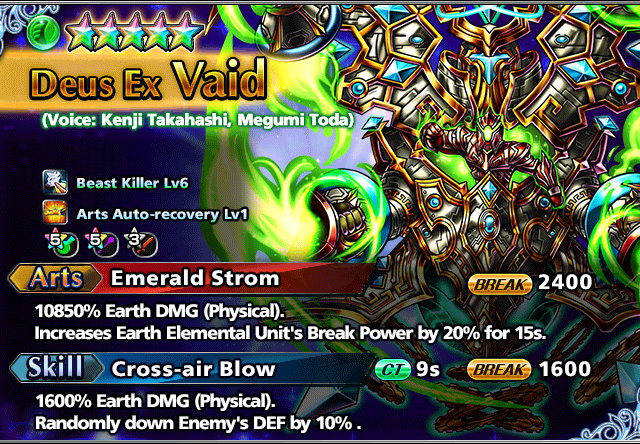 Deus Ex Vaid
(Voice: Kenji Takahashi, Megumi Toda)
Beast Killer Lv6
Arts Auto-recovery Lv1
5 5 3
Arts Emerald Strom BREAK 2400
10850% Earth DMG (Physical).
Increases Earth Elemental Unit's Break Power by 20% for 15s.
Skill Cross-air Blow CT 9s BREAK 1600
1600% Earth DMG (Physical).
Randomly down Enemy's DEF by 10% .